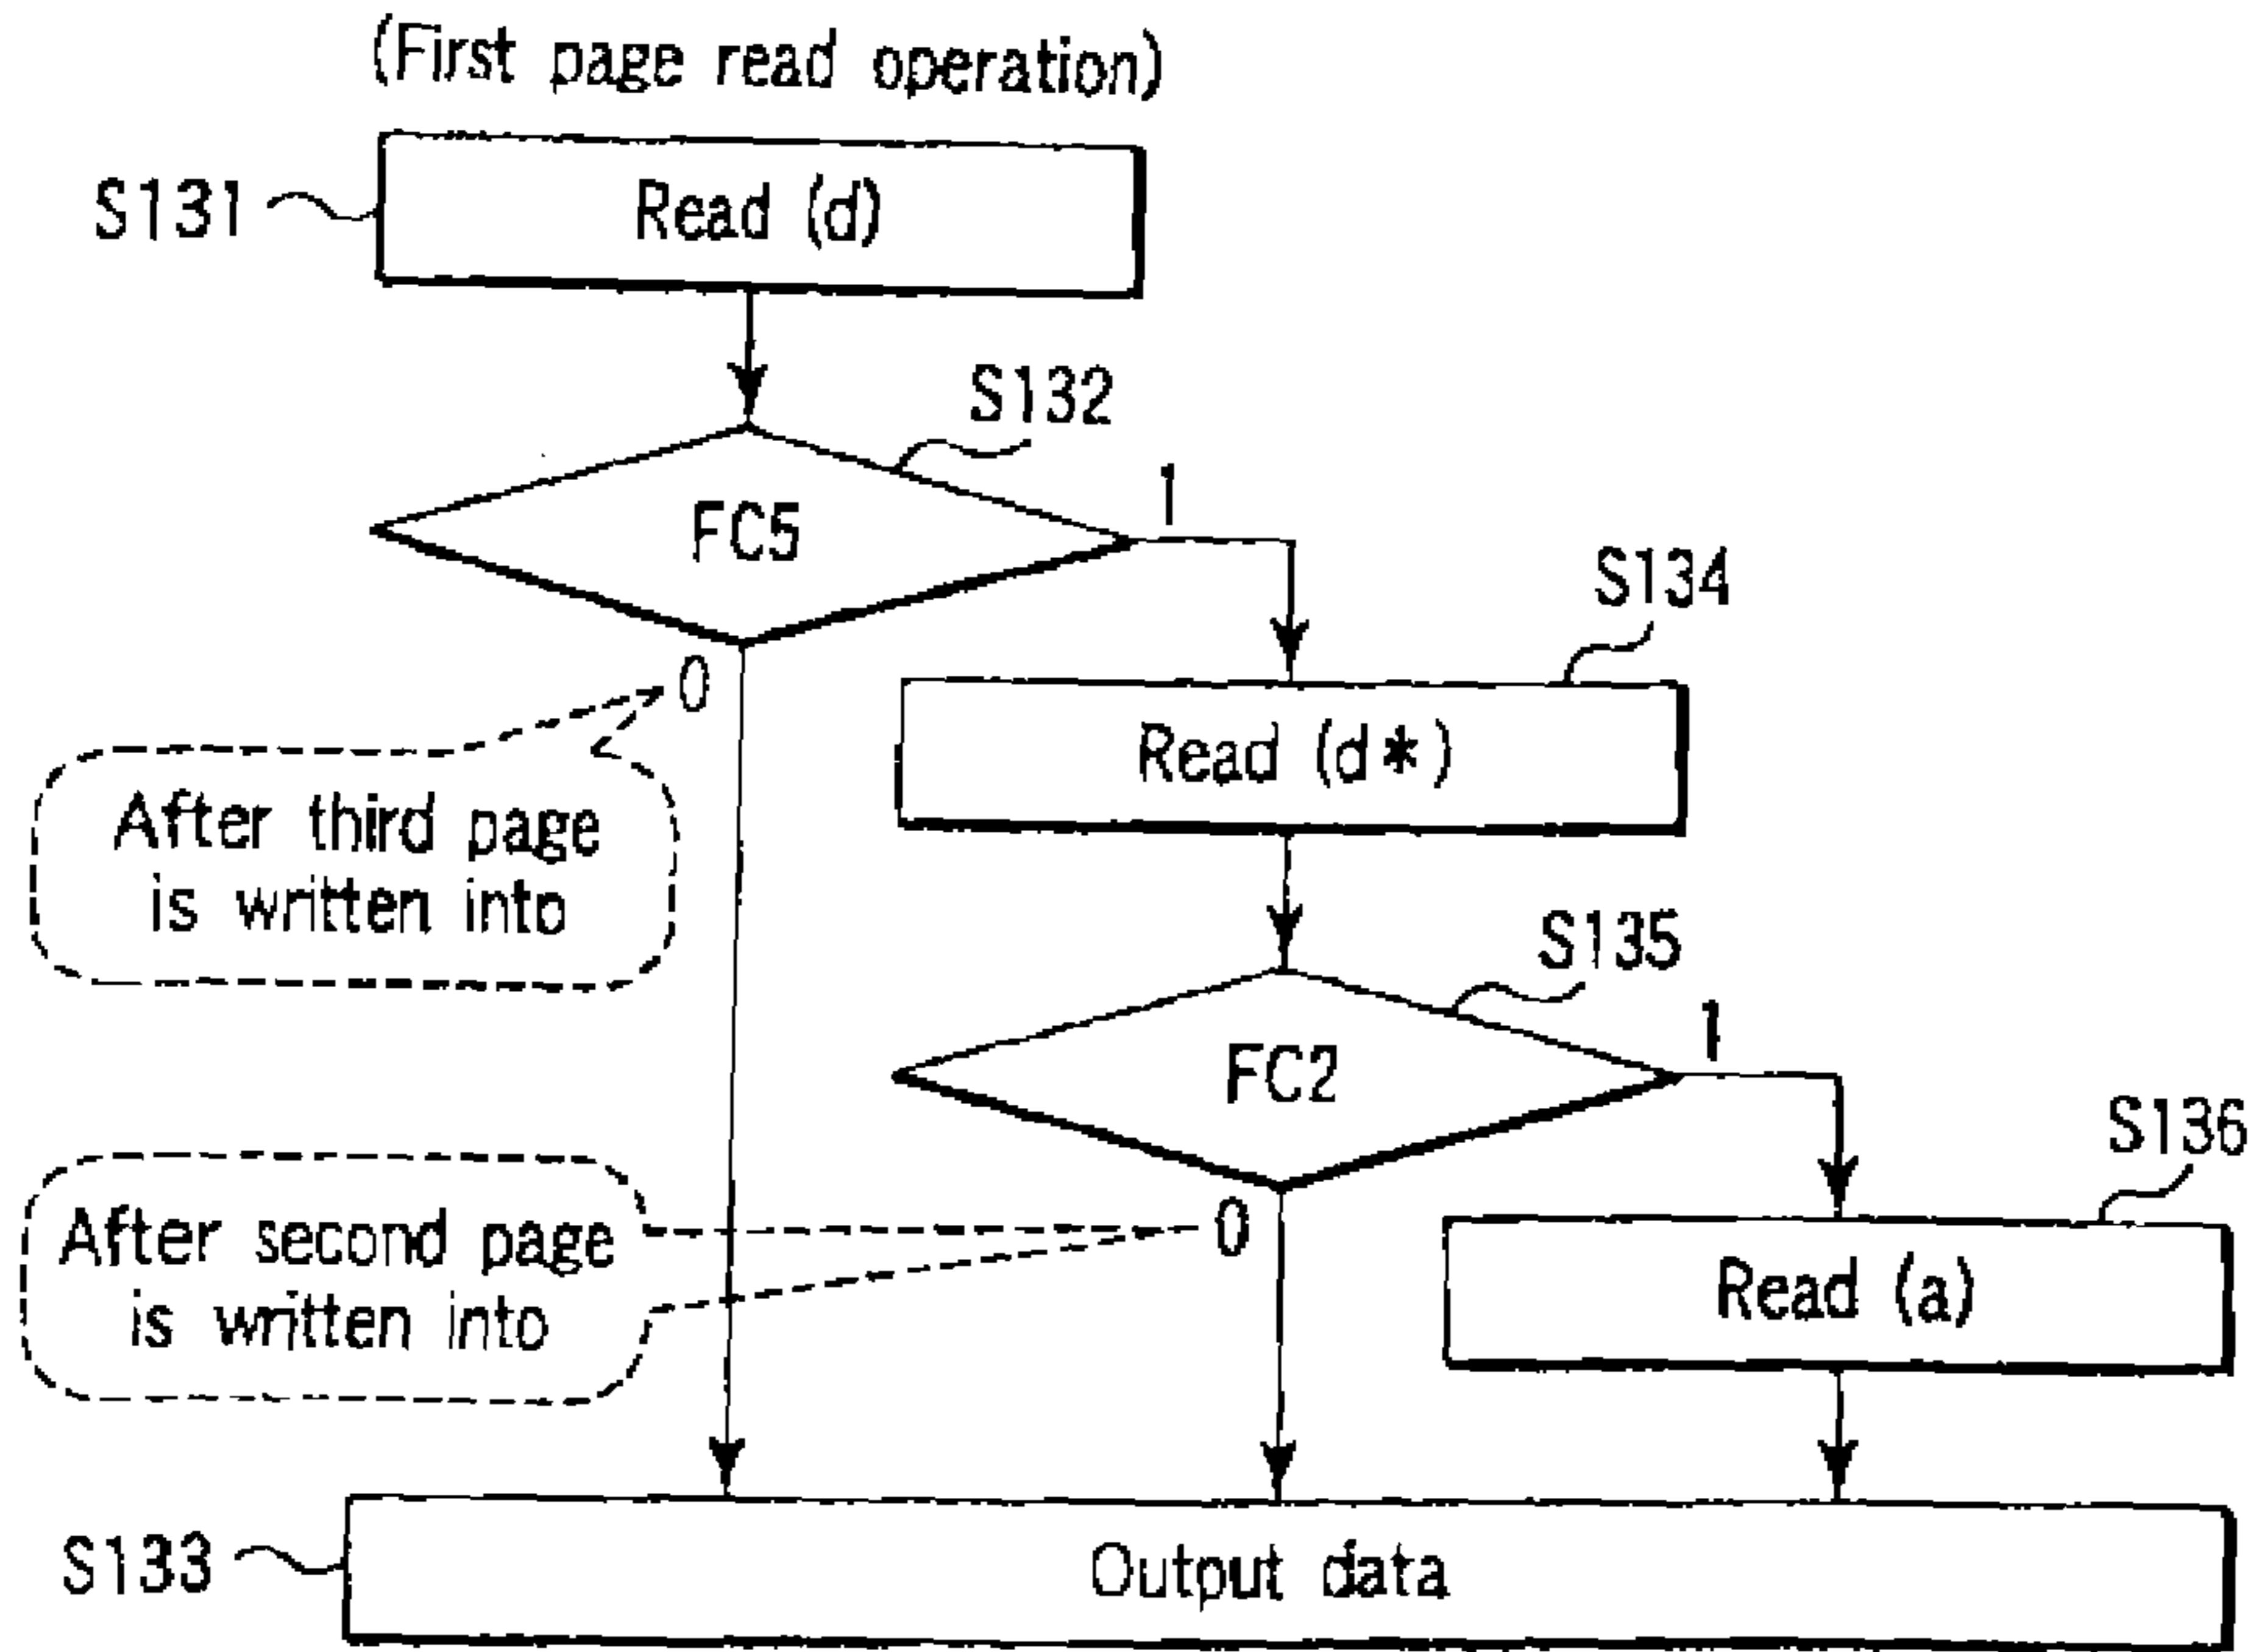 (First page read operation)
S131
Read (d)
S132
FC5
1
0
S134
Read (d*)
After third page
is written into
S135
FC2
1
0
S136
Read (a)
After second page
is written into
S133
Output data